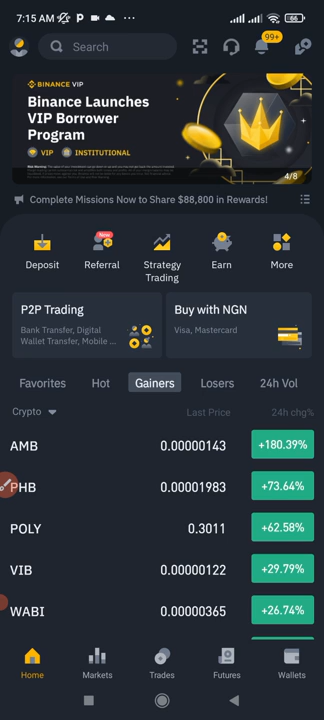 7:15 AM
66
Search
99+
BINANCE VIP
Binance Launches
VIP Borrower
Program
VIP INSTITUTIONAL
4/8
Complete Missions Now to Share $88,800 in Rewards!
New
Deposit Referral Strategy Trading Earn More
P2P Trading
Bank Transfer, Digital
Wallet Transfer, Mobile ...
Buy with NGN
Visa, Mastercard
Favorites Hot Gainers Losers 24h Vol
Crypto Last Price 24h chg%
AMB 0.00000143 +180.39%
PHB 0.00001983 +73.64%
POLY 0.3011 +62.58%
VIB 0.00000122 +29.79%
WABI 0.00000365 +26.74%
Home Markets Trades Futures Wallets